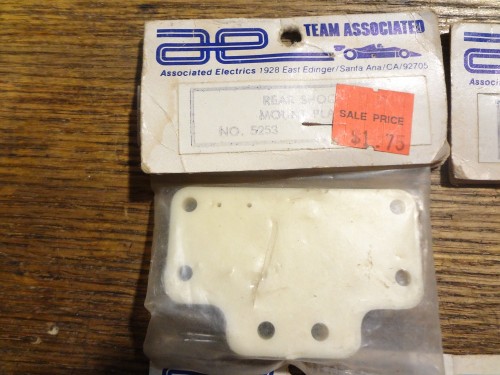 ae TEAM ASSOCIATED
Associated Electrics 1928 East Edinger/Santa Ana/CA/92705
REAR
MOUNT
NO. 5253
SALE PRICE
$1.75